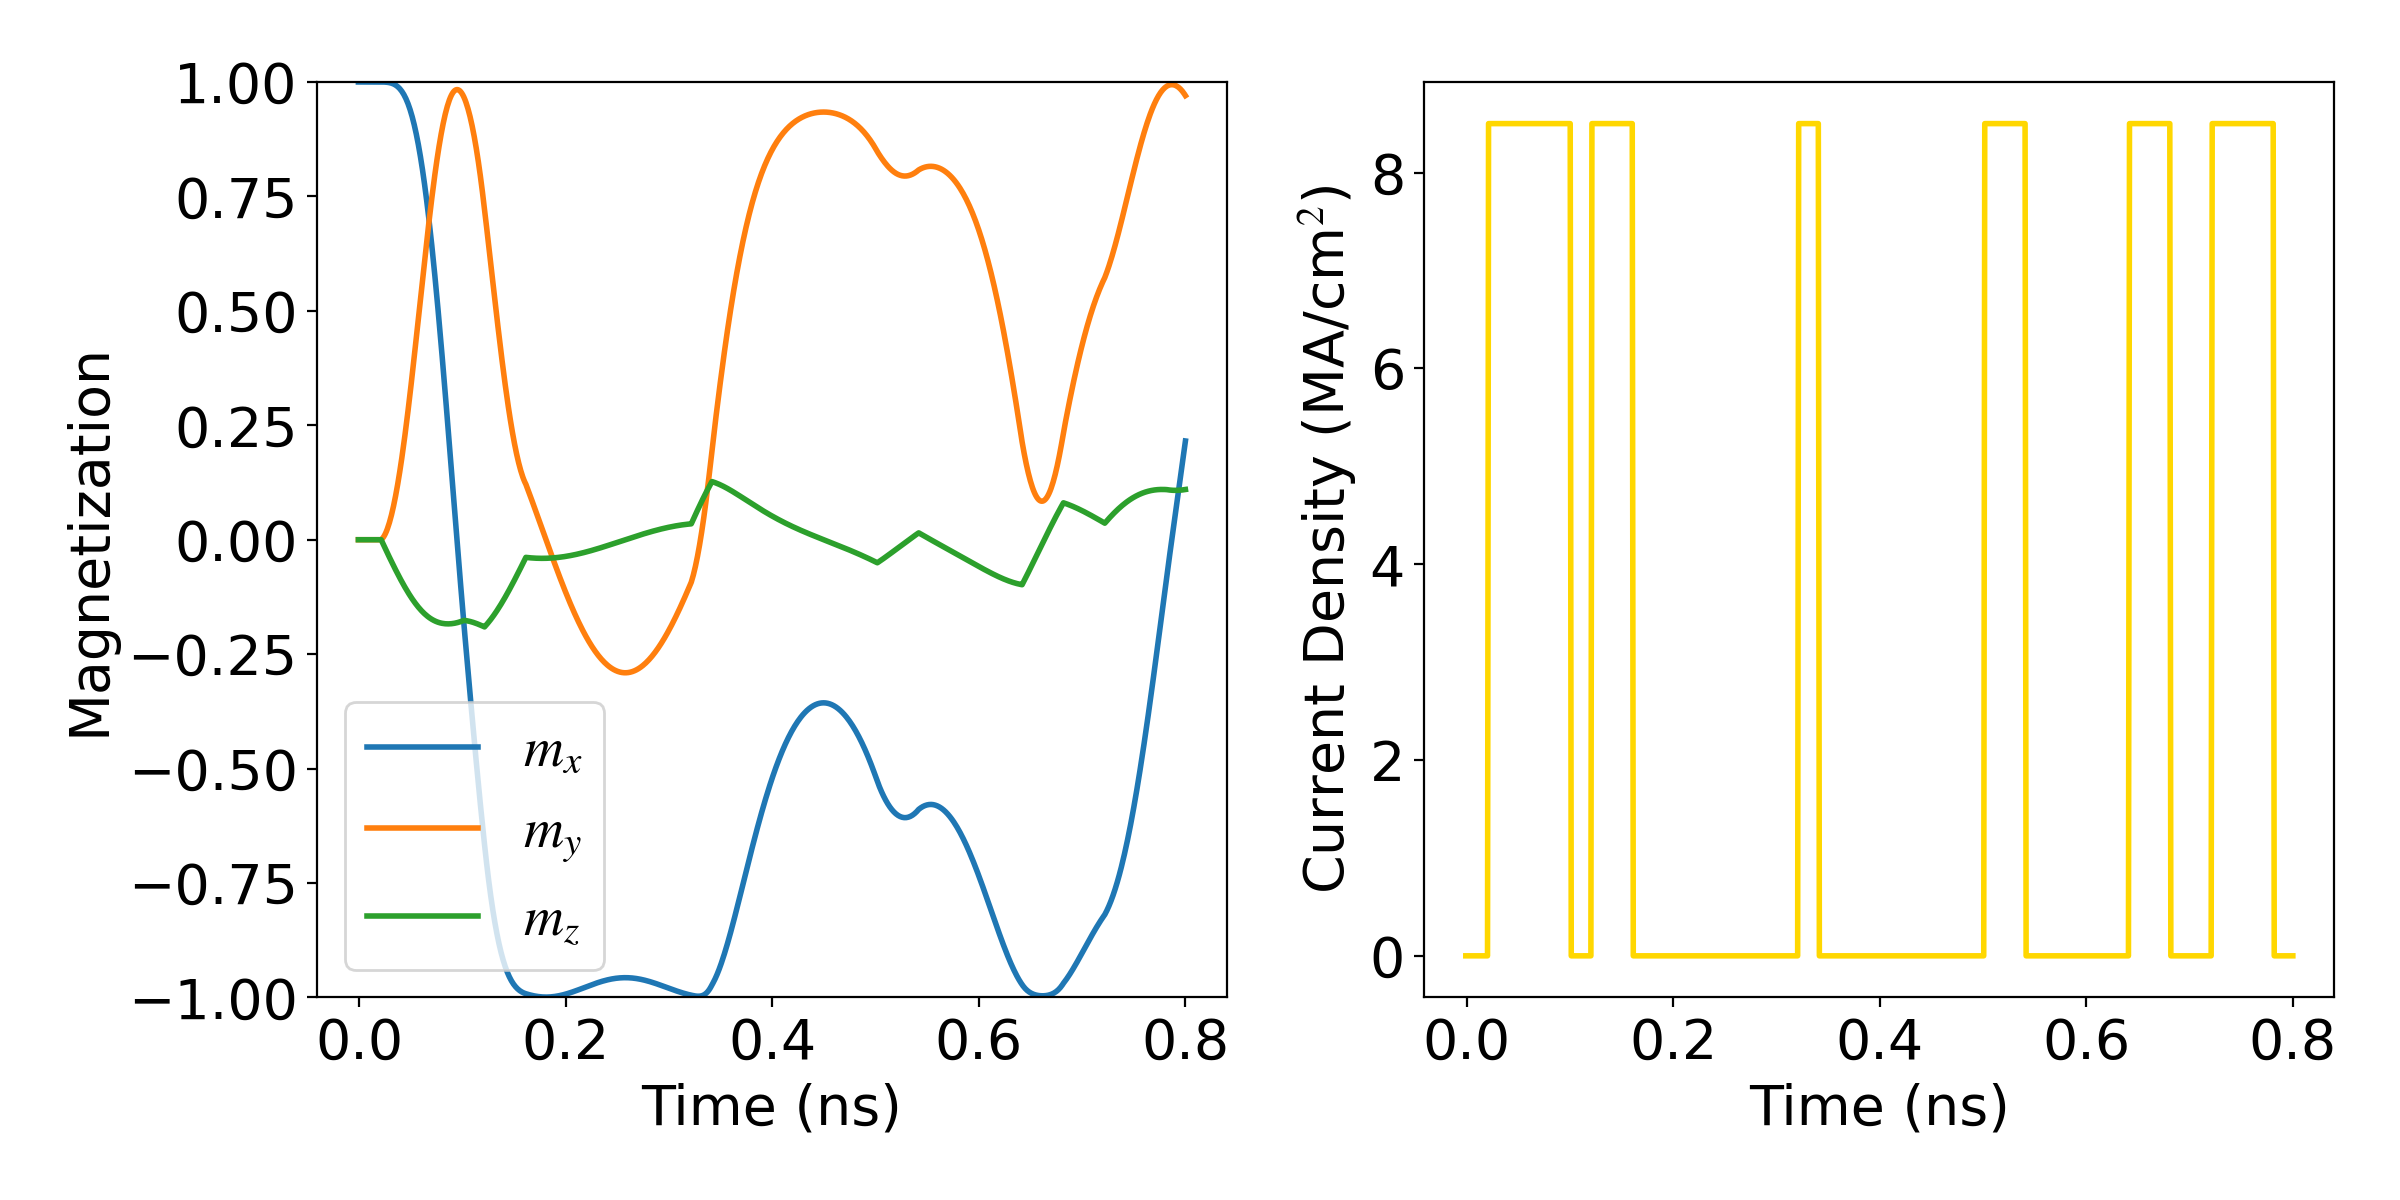 1.00
0.75
0.50
0.25
0.00
−0.25
−0.50
−0.75
−1.00
Magnetization
0.0 0.2 0.4 0.6 0.8
Time (ns)
m_x
m_y
m_z
8
6
4
2
0
Current Density (MA/cm²)
0.0 0.2 0.4 0.6 0.8
Time (ns)